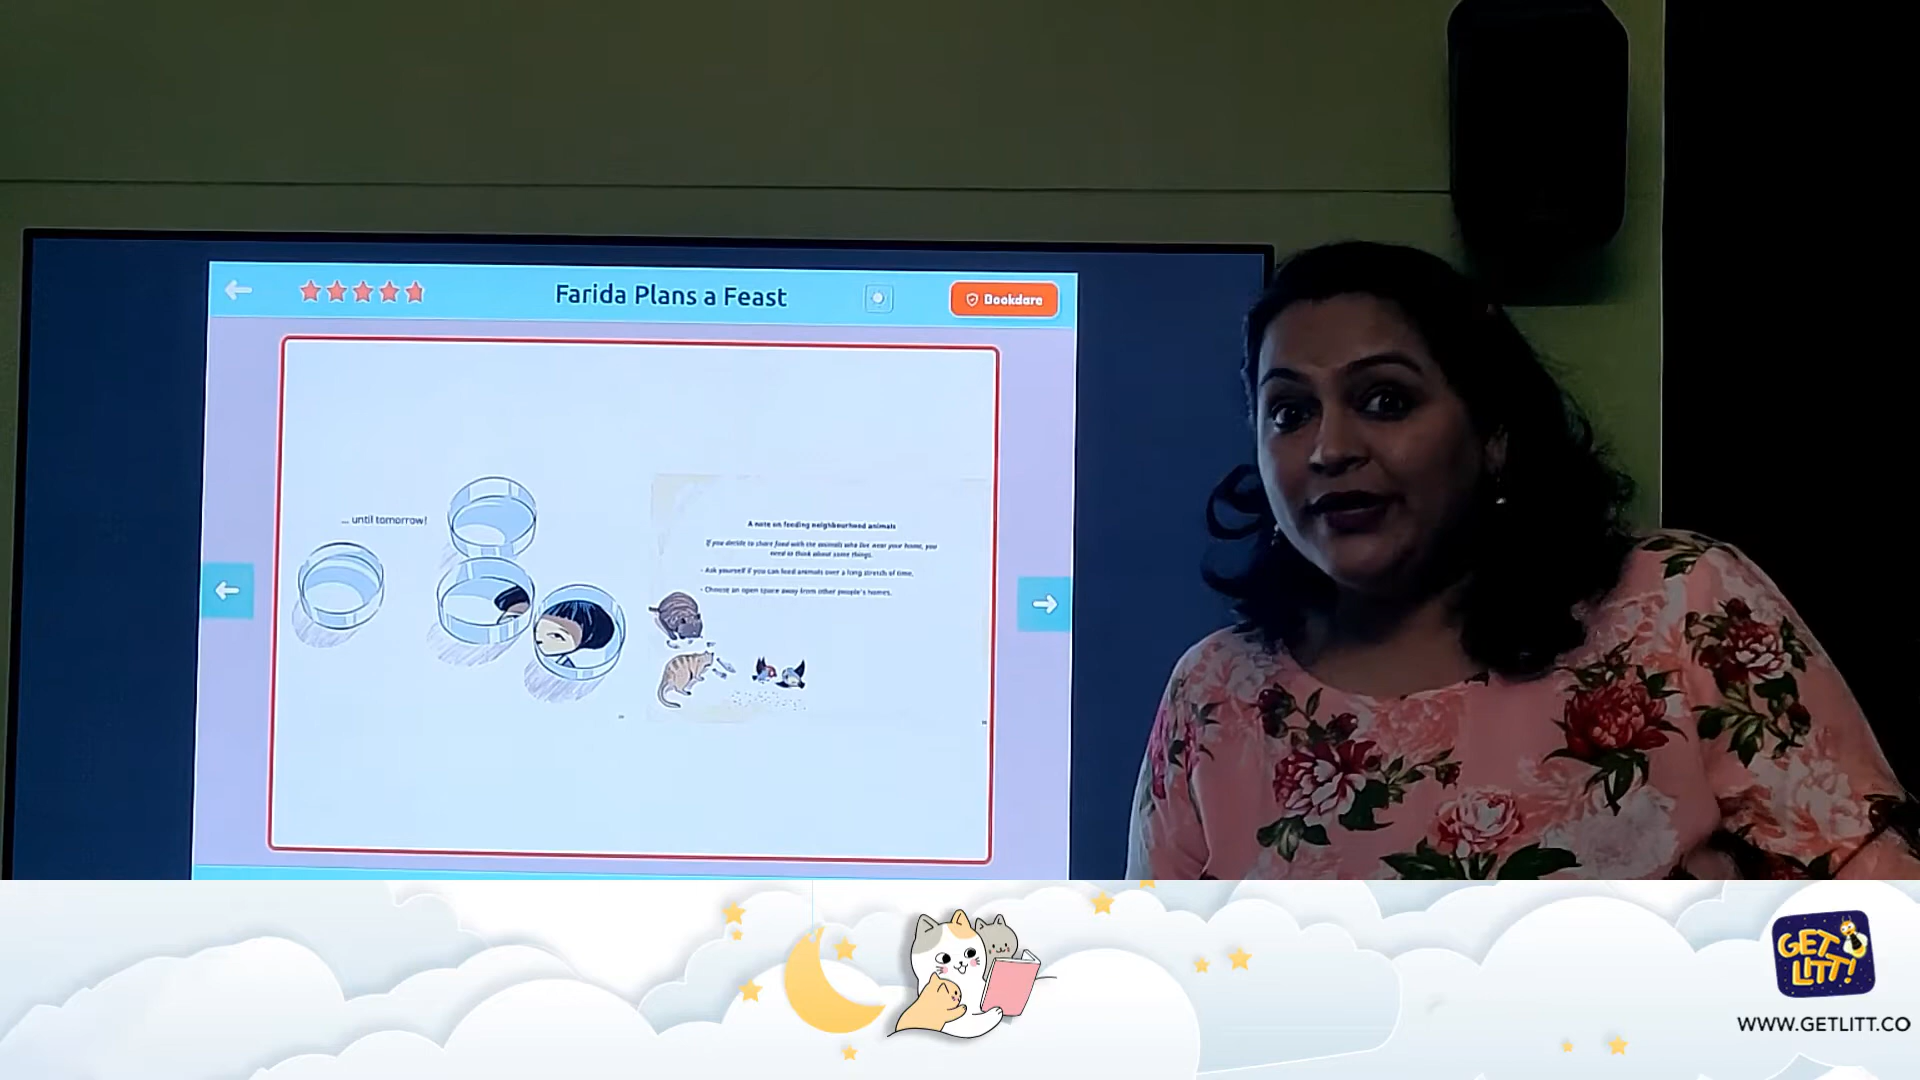 Farida Plans a Feast
Bookdare
... until tomorrow!
A note on feeding neighbourhood animals
If you decide to share food with the animals who live near your home, you
need to think about some things.
- Ask yourself if you can feed animals over a long stretch of time.
- Choose an open space away from other people's homes.
GET
LITT!
WWW.GETLITT.CO